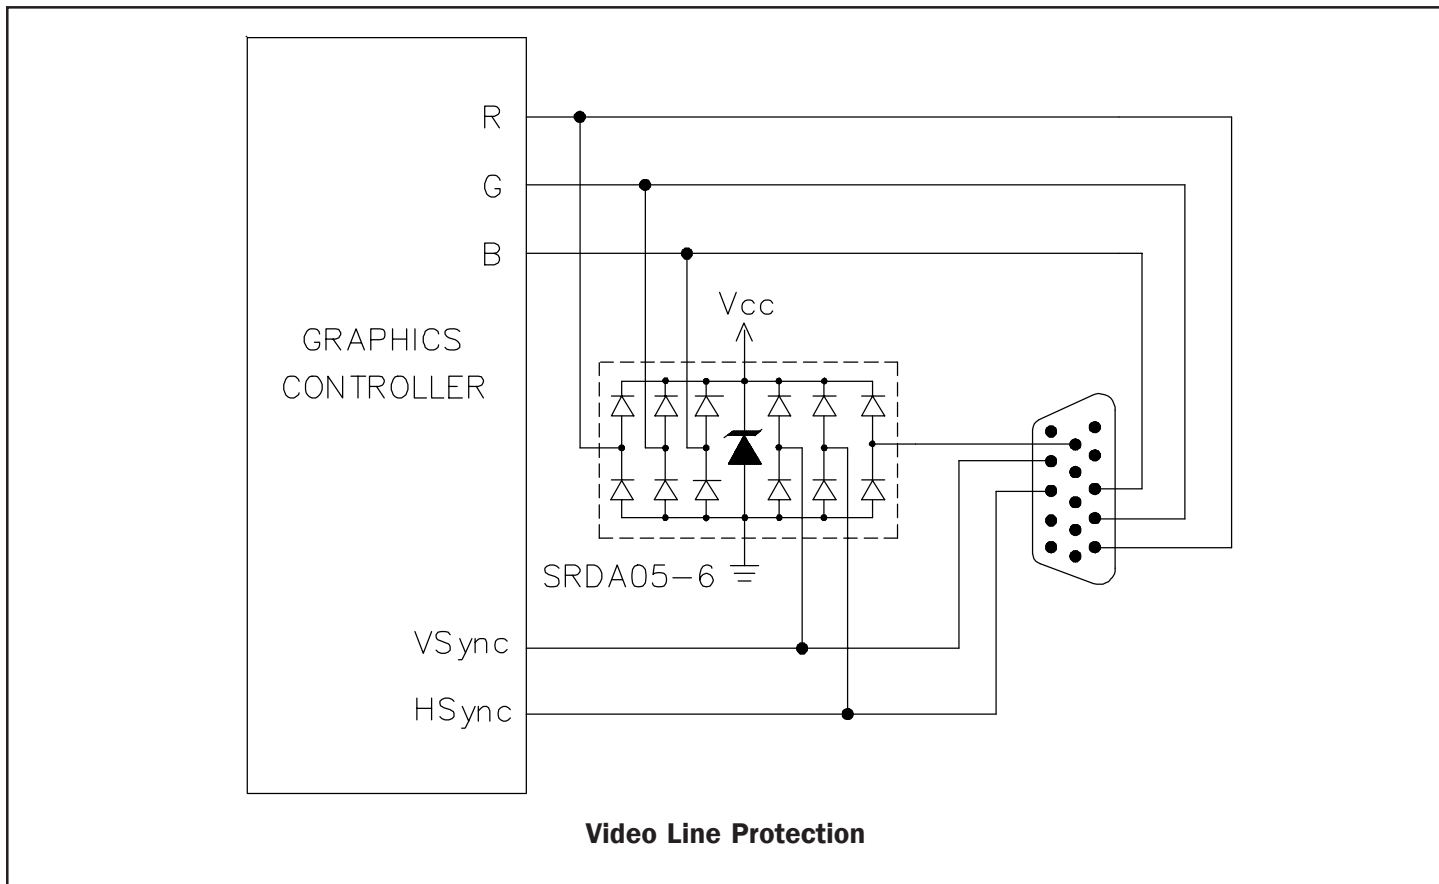 R
G
B
Vcc
GRAPHICS
CONTROLLER
SRDA05-6
VSync
HSync
Video Line Protection